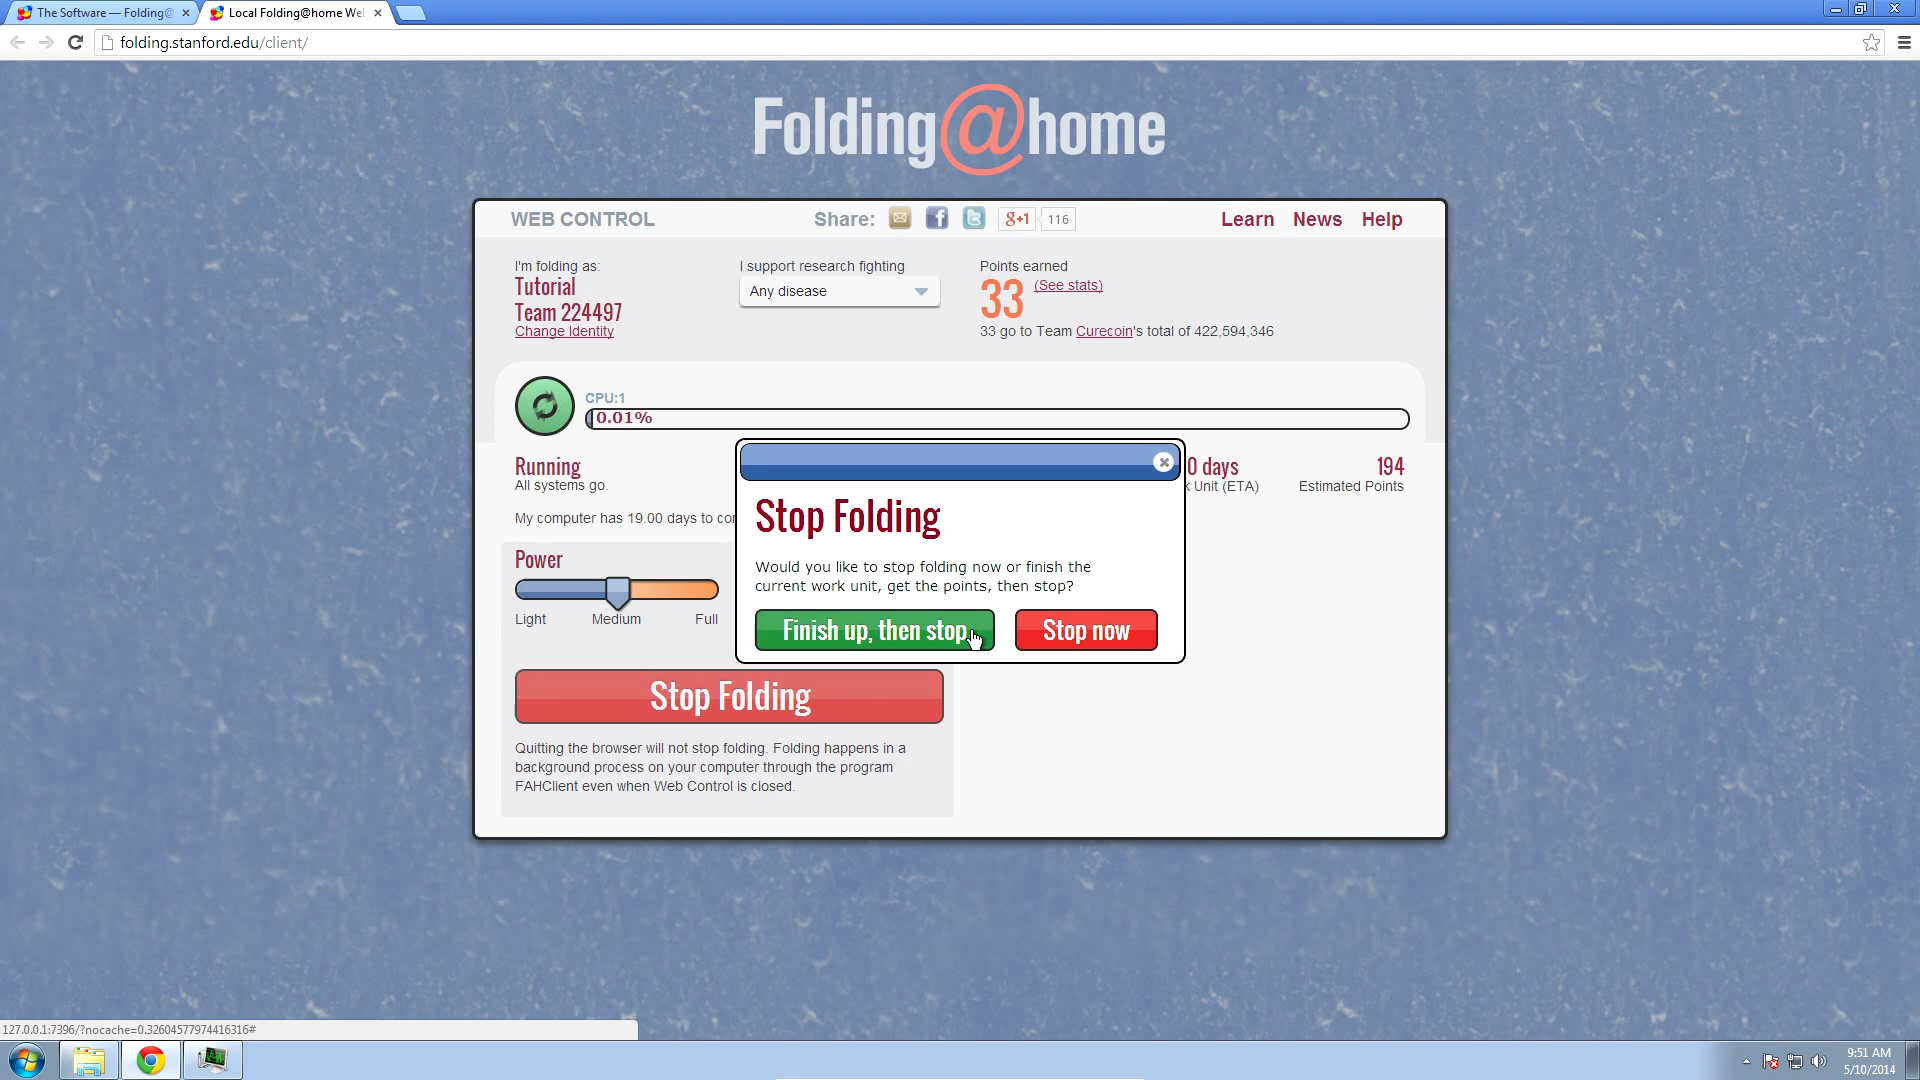 The Software — Folding@
Local Folding@home Web
folding.stanford.edu/client/
Folding@home
WEB CONTROL
Share:
g+1
116
Learn
News
Help
I'm folding as:
Tutorial
Team 224497
Change Identity
I support research fighting
Any disease
Points earned
33
(See stats)
33 go to Team Curecoin's total of 422,594,346
CPU:1
0.01%
Running
All systems go.
0 days
k Unit (ETA)
194
Estimated Points
My computer has 19.00 days to co
Power
Light
Medium
Full
Stop Folding
Would you like to stop folding now or finish the
current work unit, get the points, then stop?
Finish up, then stop
Stop now
Stop Folding
Quitting the browser will not stop folding. Folding happens in a
background process on your computer through the program
FAHClient even when Web Control is closed.
127.0.0.1:7396/?nocache=0.32604577974416316#
9:51 AM
5/10/2014